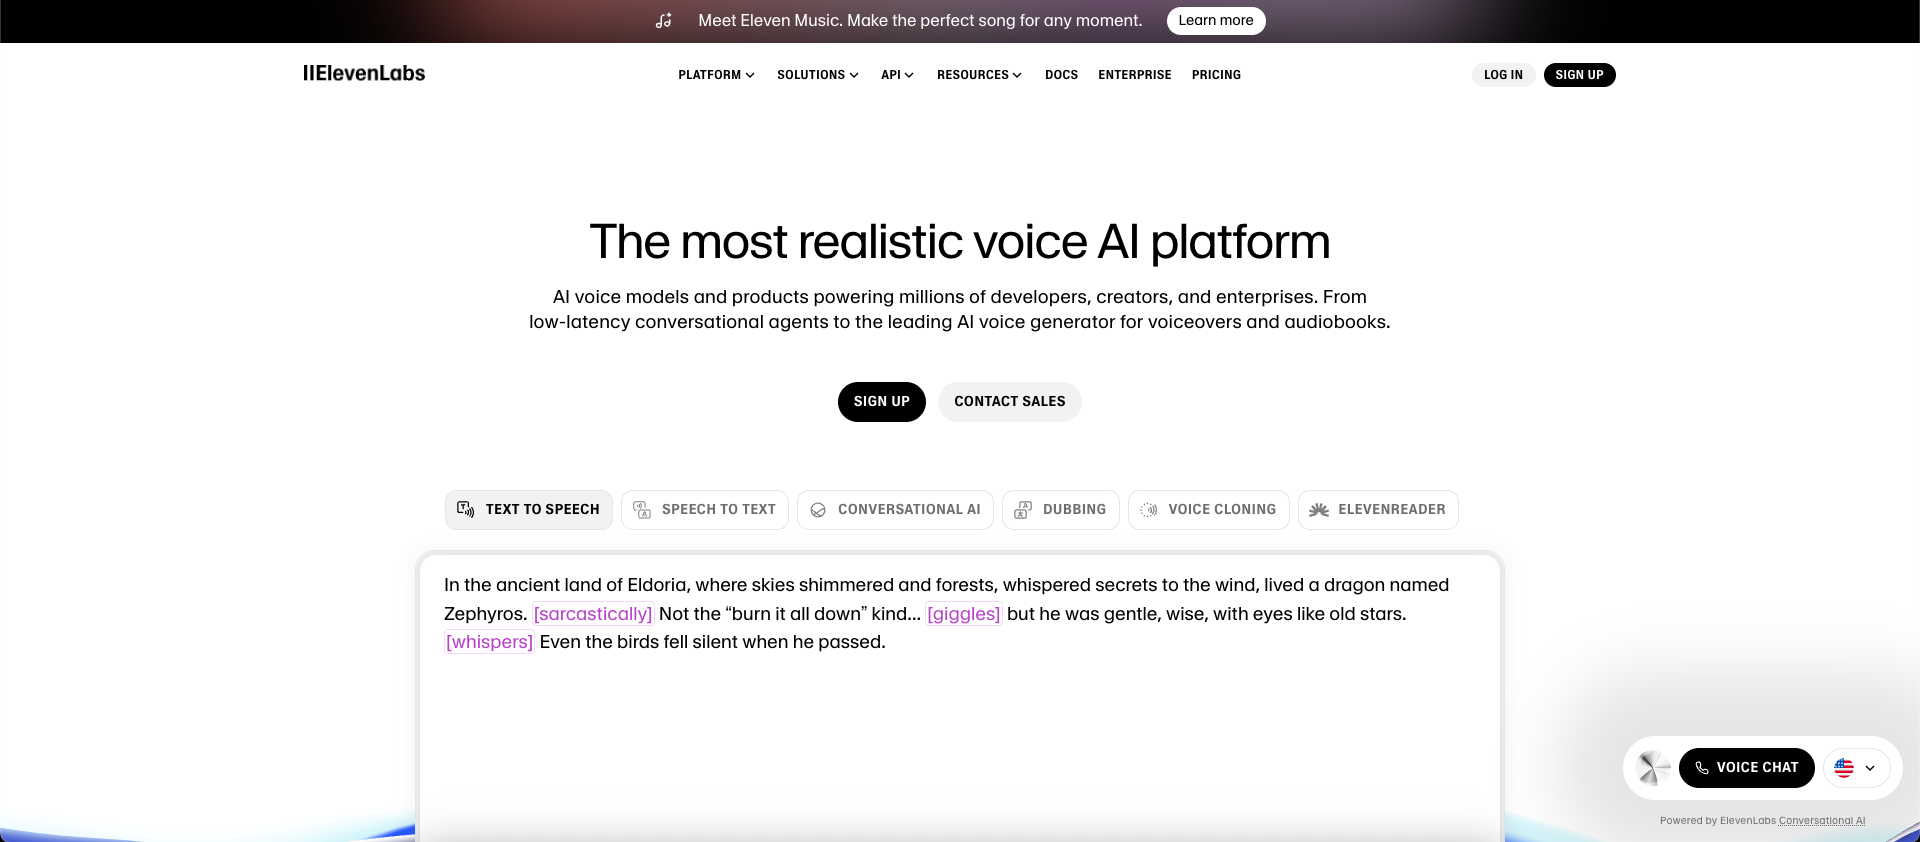 Meet Eleven Music. Make the perfect song for any moment.
Learn more
IIElevenLabs
PLATFORM
SOLUTIONS
API
RESOURCES
DOCS
ENTERPRISE
PRICING
LOG IN
SIGN UP
The most realistic voice AI platform
AI voice models and products powering millions of developers, creators, and enterprises. From
low-latency conversational agents to the leading AI voice generator for voiceovers and audiobooks.
SIGN UP
CONTACT SALES
TEXT TO SPEECH
SPEECH TO TEXT
CONVERSATIONAL AI
DUBBING
VOICE CLONING
ELEVENREADER
In the ancient land of Eldoria, where skies shimmered and forests, whispered secrets to the wind, lived a dragon named
Zephyros. [sarcastically] Not the “burn it all down” kind... [giggles] but he was gentle, wise, with eyes like old stars.
[whispers] Even the birds fell silent when he passed.
VOICE CHAT
Powered by ElevenLabs Conversational AI